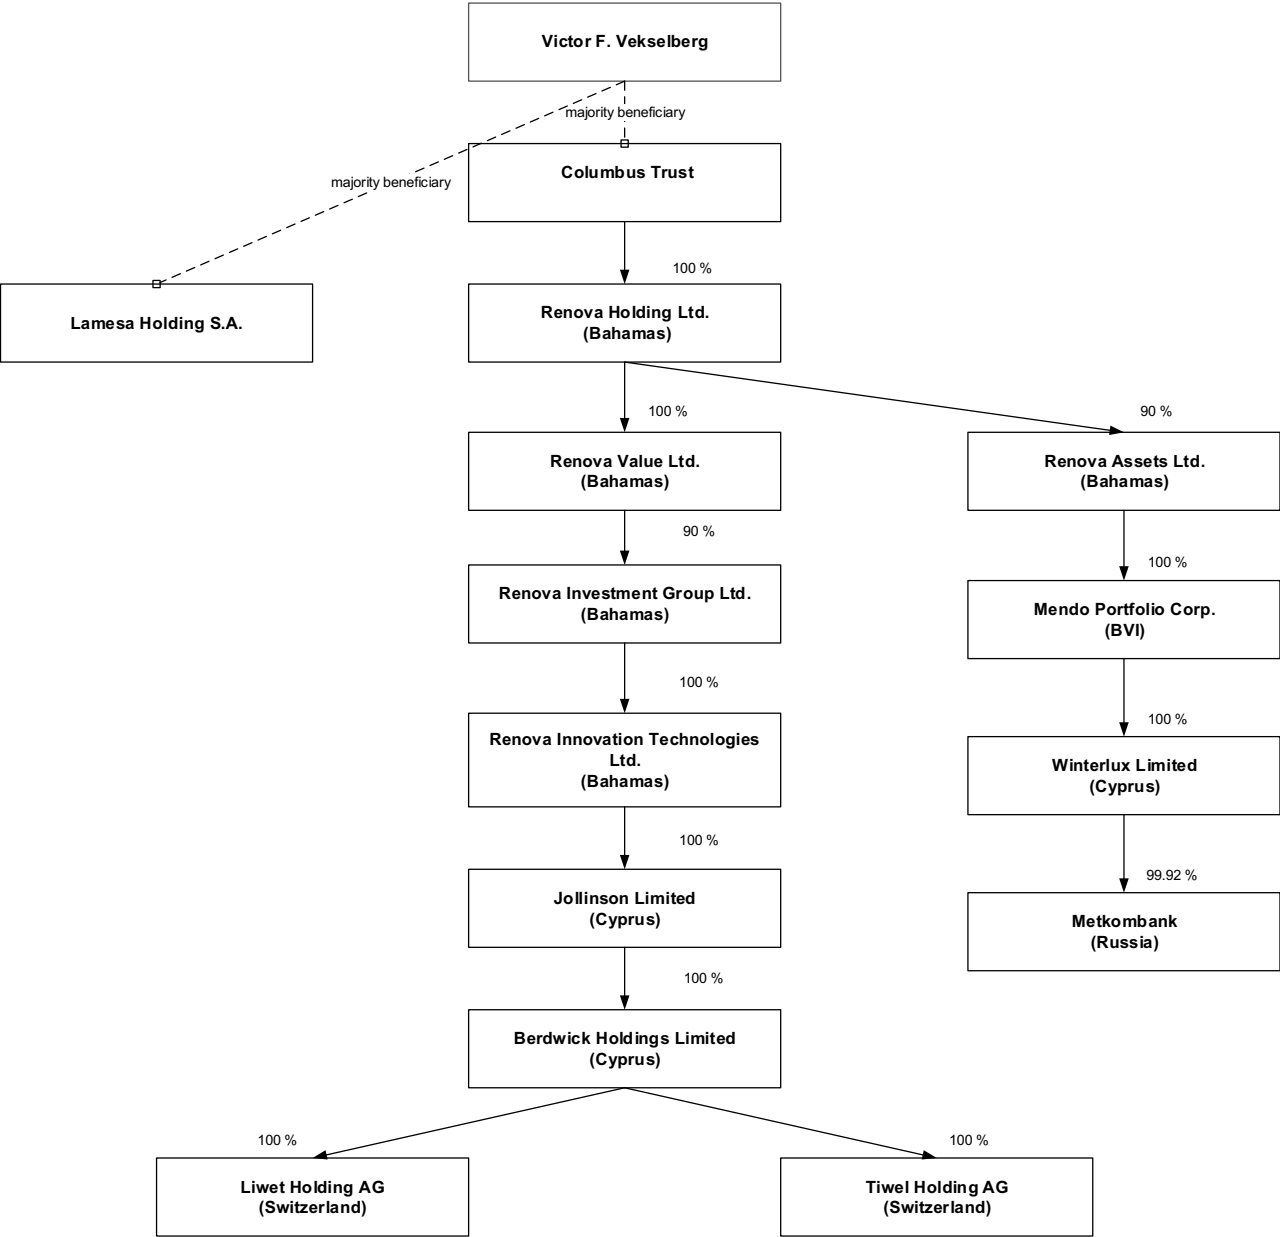 Victor F. Vekselberg
majority beneficiary
Columbus Trust
majority beneficiary
100 %
Lamesa Holding S.A.
Renova Holding Ltd.
(Bahamas)
100 %
90 %
Renova Value Ltd.
(Bahamas)
Renova Assets Ltd.
(Bahamas)
90 %
100 %
Renova Investment Group Ltd.
(Bahamas)
Mendo Portfolio Corp.
(BVI)
100 %
100 %
Renova Innovation Technologies
Ltd.
(Bahamas)
Winterlux Limited
(Cyprus)
100 %
99.92 %
Jollinson Limited
(Cyprus)
Metkombank
(Russia)
100 %
Berdwick Holdings Limited
(Cyprus)
100 %
100 %
Liwet Holding AG
(Switzerland)
Tiwel Holding AG
(Switzerland)